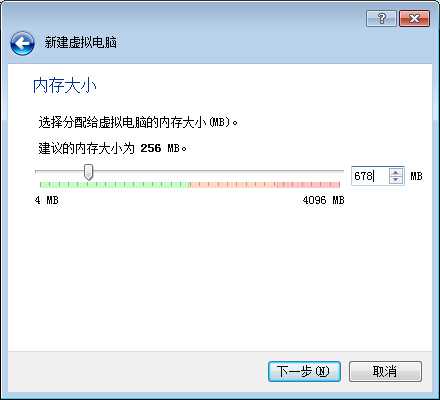 新建虚拟电脑
内存大小
选择分配给虚拟电脑的内存大小(MB)。
建议的内存大小为 256 MB。
678 MB
4 MB 4096 MB
下一步(N) 取消